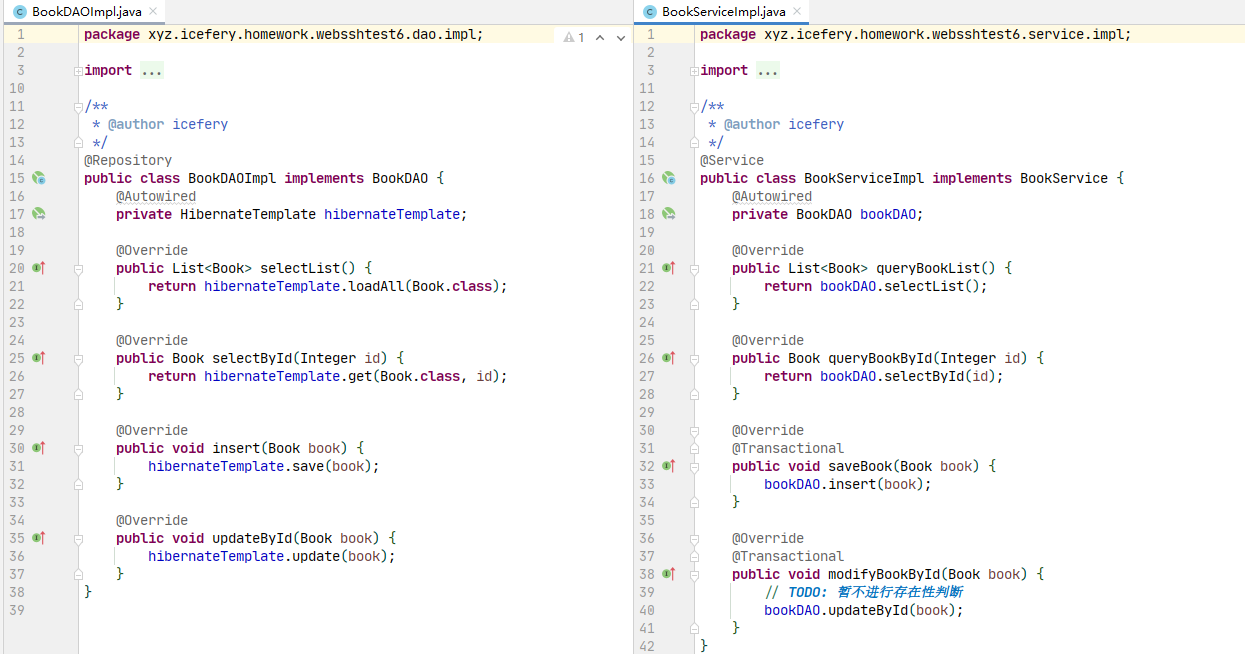 BookDAOImpl.java
1 package xyz.icefery.homework.websshtest6.dao.impl;
1
2
3 import ...
10
11 /**
12 * @author icefery
13 */
14 @Repository
15 public class BookDAOImpl implements BookDAO {
16 @Autowired
17 private HibernateTemplate hibernateTemplate;
18
19 @Override
20 public List<Book> selectList() {
21 return hibernateTemplate.loadAll(Book.class);
22 }
23
24 @Override
25 public Book selectById(Integer id) {
26 return hibernateTemplate.get(Book.class, id);
27 }
28
29 @Override
30 public void insert(Book book) {
31 hibernateTemplate.save(book);
32 }
33
34 @Override
35 public void updateById(Book book) {
36 hibernateTemplate.update(book);
37 }
38 }
39
BookServiceImpl.java
1 package xyz.icefery.homework.websshtest6.service.impl;
2
3 import ...
11
12 /**
13 * @author icefery
14 */
15 @Service
16 public class BookServiceImpl implements BookService {
17 @Autowired
18 private BookDAO bookDAO;
19
20 @Override
21 public List<Book> queryBookList() {
22 return bookDAO.selectList();
23 }
24
25 @Override
26 public Book queryBookById(Integer id) {
27 return bookDAO.selectById(id);
28 }
29
30 @Override
31 @Transactional
32 public void saveBook(Book book) {
33 bookDAO.insert(book);
34 }
35
36 @Override
37 @Transactional
38 public void modifyBookById(Book book) {
39 // TODO: 暂不进行存在性判断
40 bookDAO.updateById(book);
41 }
42 }